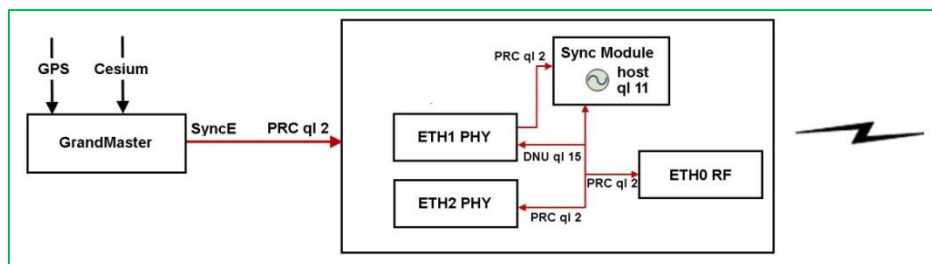 GPS
Cesium
GrandMaster
SyncE
PRC ql 2
PRC ql 2
Sync Module
host
ql 11
ETH1 PHY
DNU ql 15
ETH0 RF
PRC ql 2
ETH2 PHY
PRC ql 2